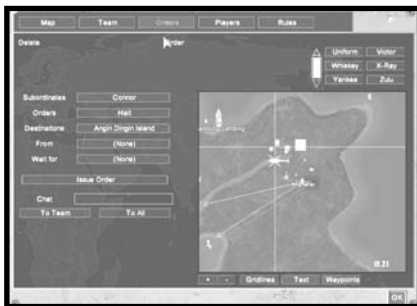 Map Team Orders Players Rules
Delete Order
Uniform Victor
Whiskey X-Ray
Yankee Zulu
Subordinates Connor
Orders Halt
Destinations Angin Dingin Island
From (None)
Wait for (None)
Issue Order
Chat
To Team To All
+ - Gridlines Text Waypoints
OK